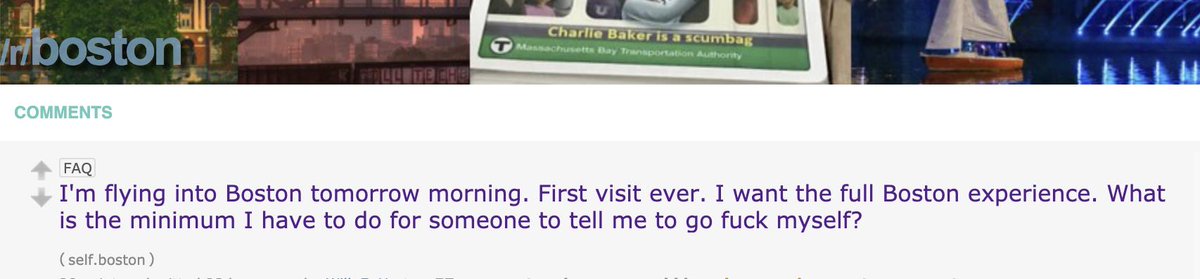 /r/boston
Charlie Baker is a scumbag
T Massachusetts Bay Transportation Authority
COMMENTS
FAQ
I'm flying into Boston tomorrow morning. First visit ever. I want the full Boston experience. What
is the minimum I have to do for someone to tell me to go fuck myself?
( self.boston )